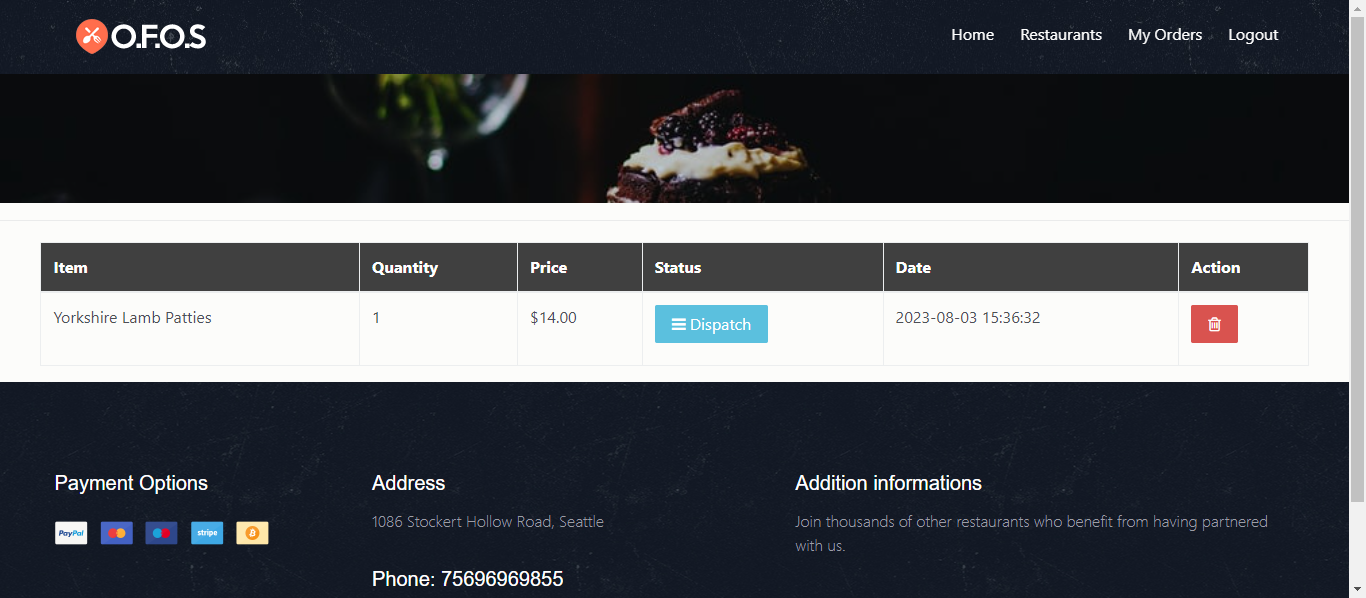 O.F.O.S
Home Restaurants My Orders Logout
Item Quantity Price Status Date Action
Yorkshire Lamb Patties 1 $14.00 Dispatch 2023-08-03 15:36:32
Payment Options Address Addition informations
PayPal stripe 1086 Stockert Hollow Road, Seattle Join thousands of other restaurants who benefit from having partnered
with us.
Phone: 75696969855